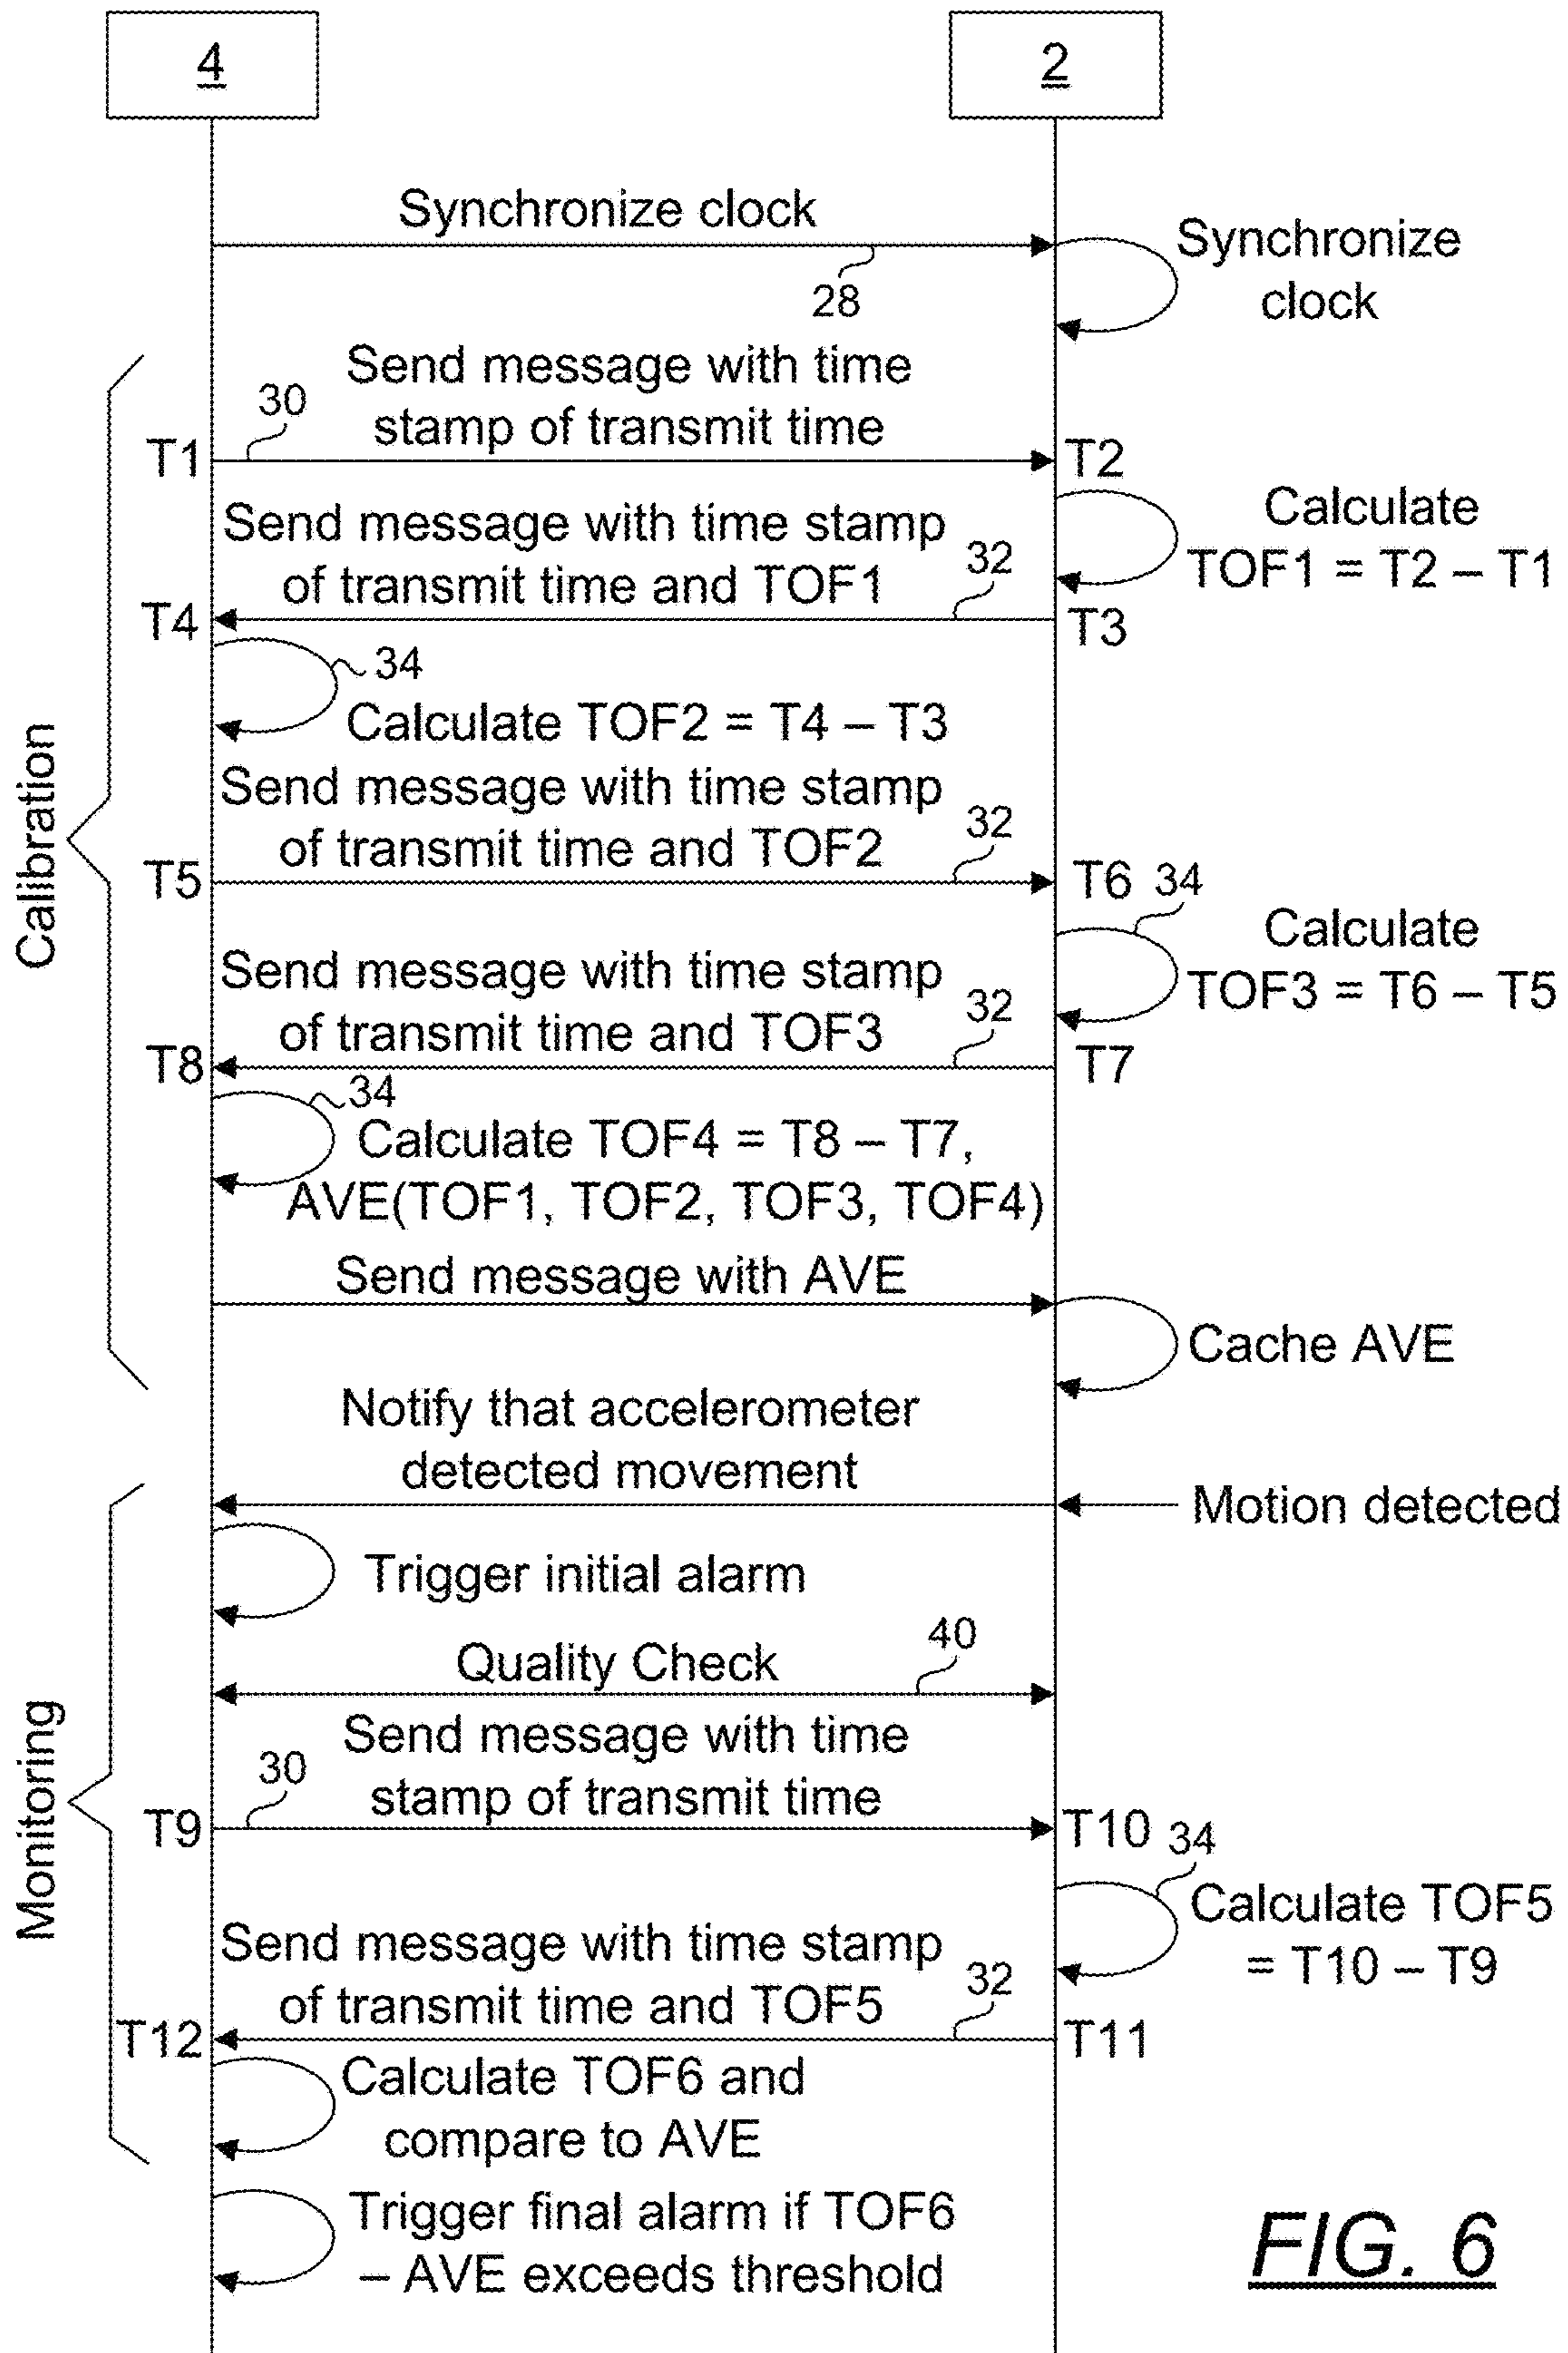 4
2
Synchronize clock
28
Synchronize
clock
Send message with time
stamp of transmit time
30
T1
T2
Calculate
TOF1 = T2 – T1
Send message with time stamp
of transmit time and TOF1
32
T4
T3
34
Calculate TOF2 = T4 – T3
Calibration
Send message with time stamp
of transmit time and TOF2
32
T5
T6
34
Calculate
TOF3 = T6 – T5
Send message with time stamp
of transmit time and TOF3
32
T8
T7
34
Calculate TOF4 = T8 – T7,
AVE(TOF1, TOF2, TOF3, TOF4)
Send message with AVE
Cache AVE
Notify that accelerometer
detected movement
Motion detected
Trigger initial alarm
Quality Check
40
Monitoring
Send message with time
stamp of transmit time
30
T9
T10
34
Calculate TOF5
= T10 – T9
Send message with time stamp
of transmit time and TOF5
32
T12
T11
Calculate TOF6 and
compare to AVE
Trigger final alarm if TOF6
– AVE exceeds threshold
FIG. 6